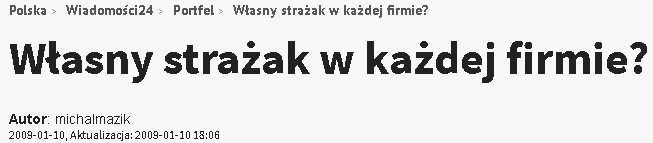 Polska > Wiadomości24 > Portfel > Własny strażak w każdej firmie?
Własny strażak w każdej firmie?
Autor: michalmazik
2009-01-10, Aktualizacja: 2009-01-10 18:06